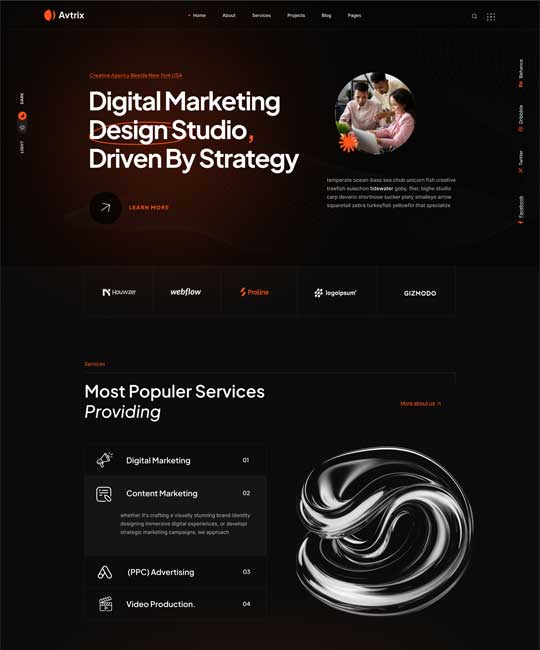 Avtrix
Home About Services Projects Blog Pages
DARK
LIGHT
Creative Agency Beside New York USA
Digital Marketing
Design Studio,
Driven By Strategy
LEARN MORE
temperate ocean-bass sea chub unicorn fish creative
treefish eulachon tidewater goby, flier, bighe studio
carp devario shorthose sucker platy smalleye arrow
squaretail zebra turkeyfish yellowfin that specialize
Behance
Dribbble
Twitter
Facebook
Houwzer
webflow
Proline
logoipsum
GIZMODO
Services
Most Populer Services
Providing
More about us
Digital Marketing 01
Content Marketing 02
whether it's crafting a visually stunning brand identity
designing immersive digital experiences, or develop
strategic marketing campaigns, we approach
(PPC) Advertising 03
Video Production. 04